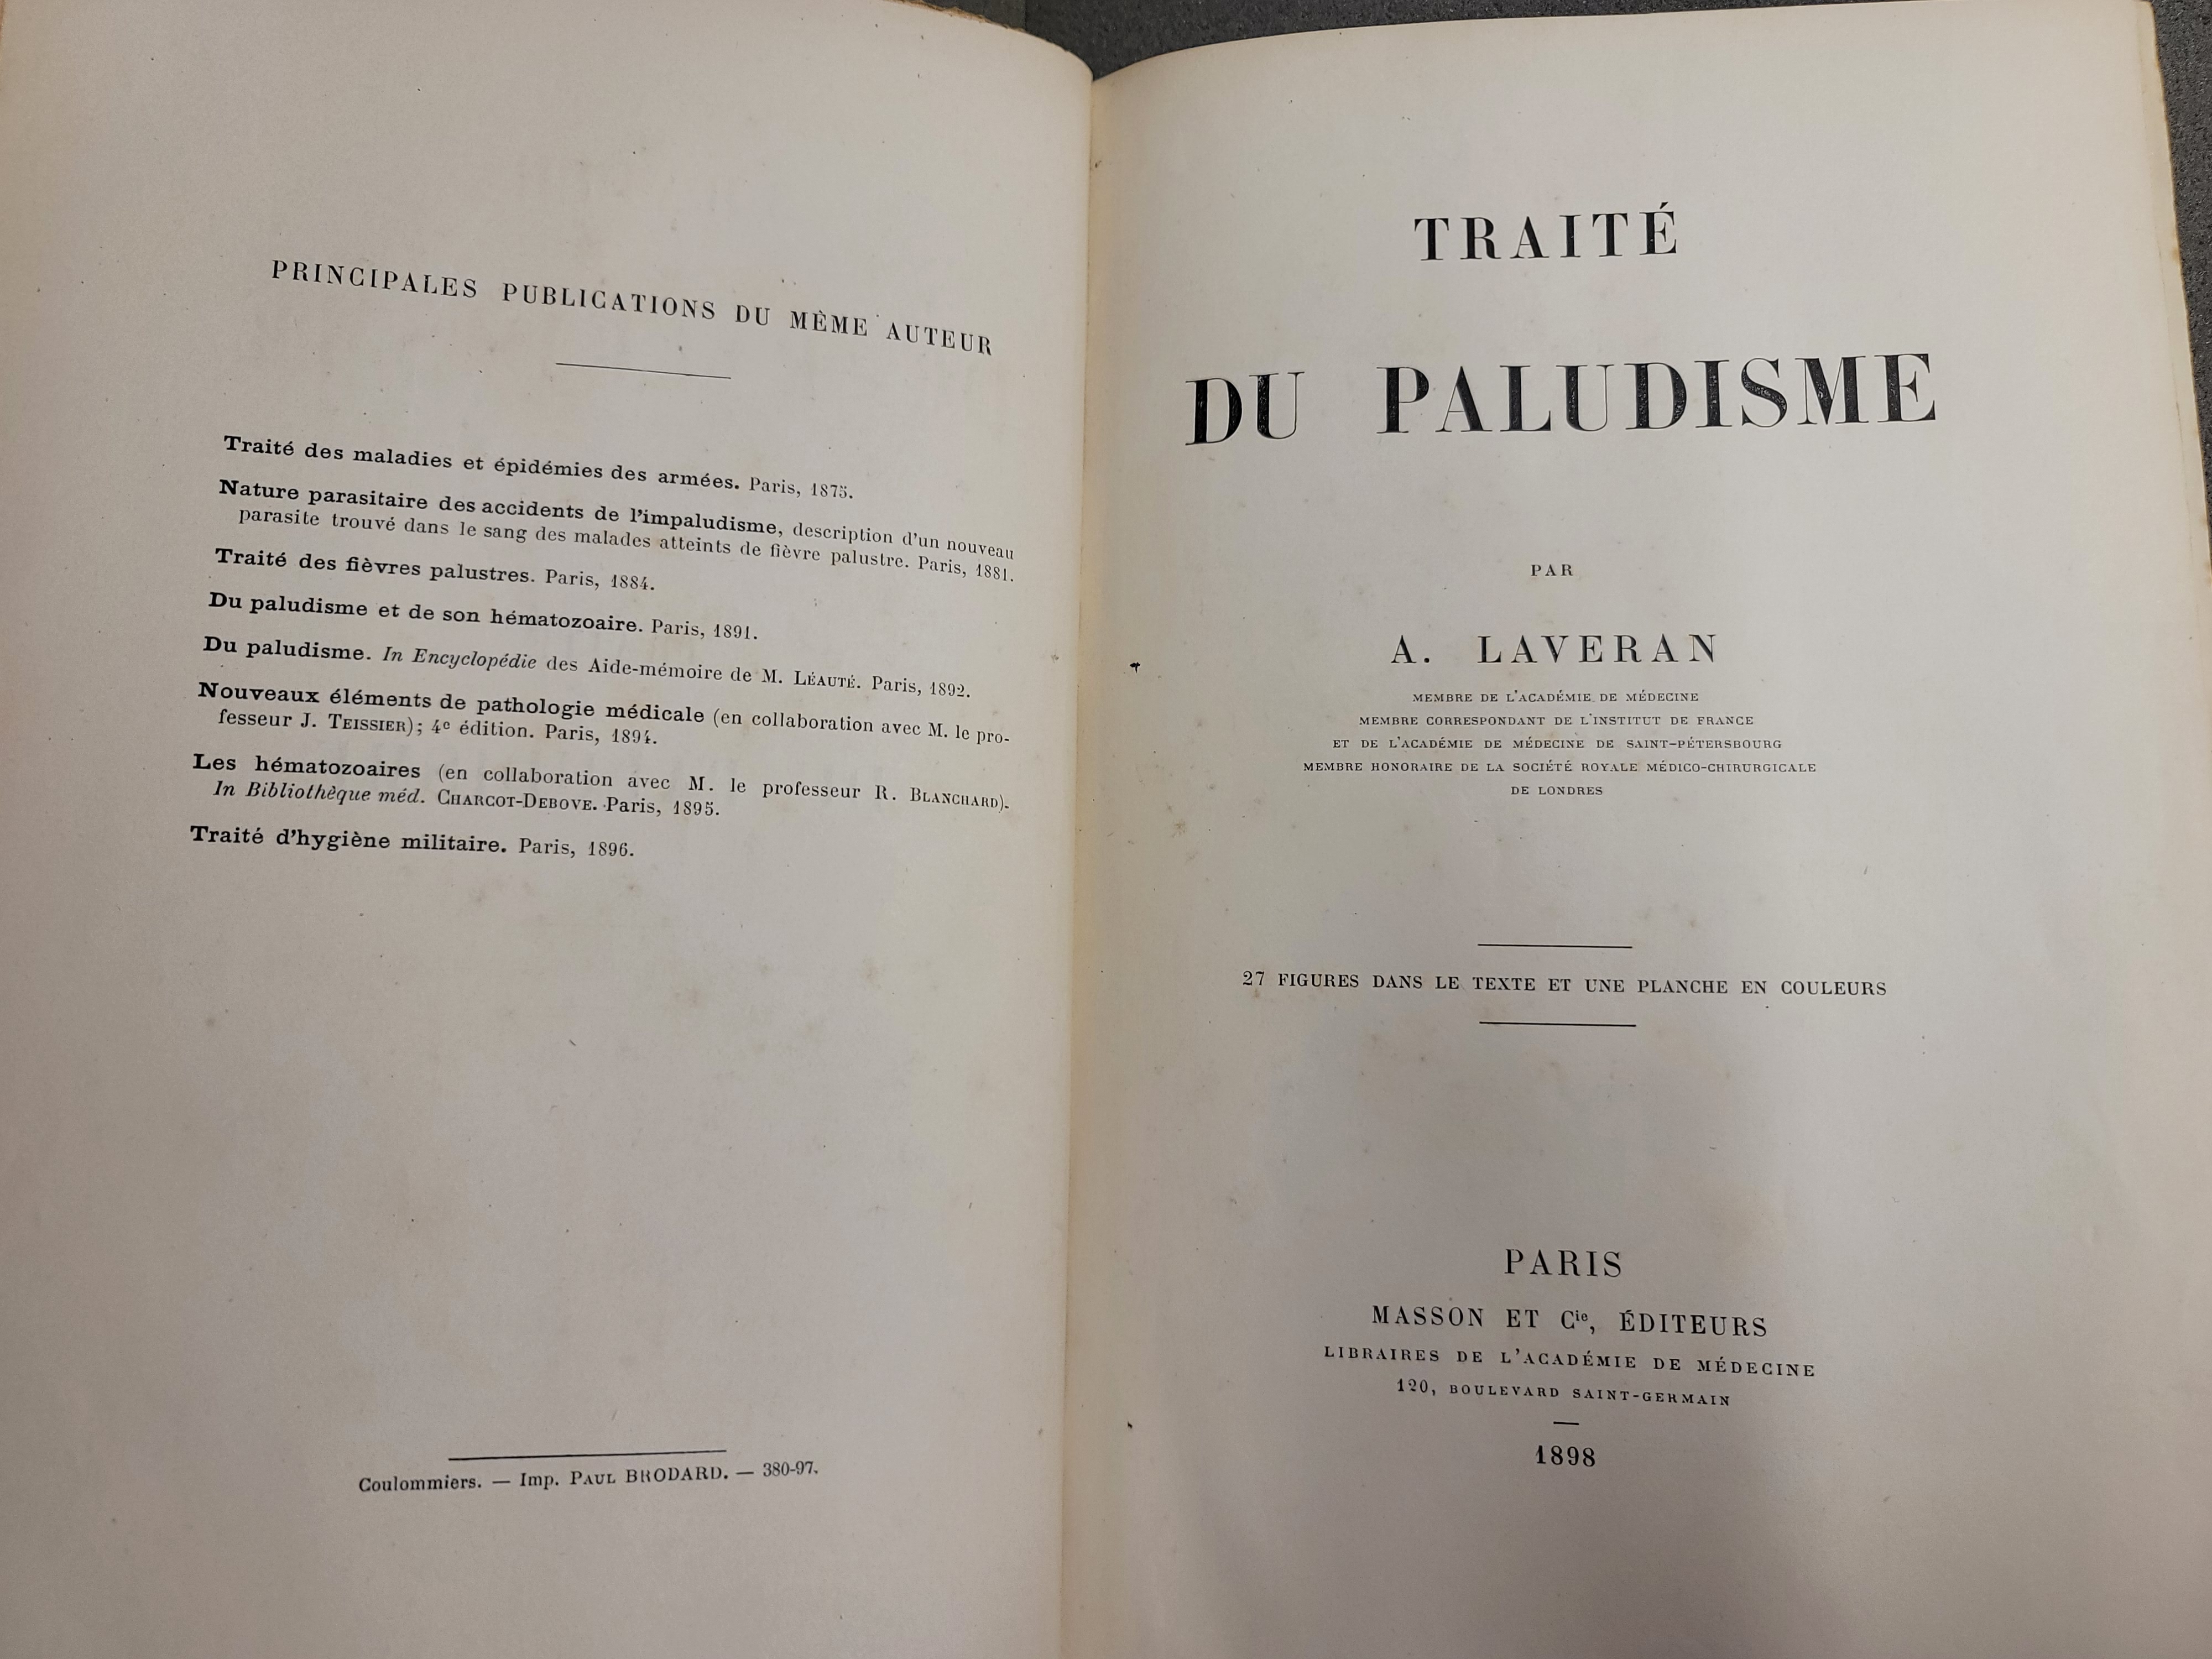 PRINCIPALES PUBLICATIONS DU MÈME AUTEUR
Traité des maladies et épidémies des armées. Paris, 1875.
Nature parasitaire des accidents de l'impaludisme, description d'un nouveau
parasite trouvé dans le sang des malades atteints de fièvre palustre. Paris, 1881.
Traité des fièvres palustres. Paris, 1884.
Du paludisme et de son hématozoaire. Paris, 1891.
Du paludisme. In Encyclopédie des Aide-mémoire de M. LÉAUTÉ. Paris, 1892.
Nouveaux éléments de pathologie médicale (en collaboration avec M. le pro-
fesseur J. TEISSIER); 4e édition. Paris, 1894.
Les hématozoaires (en collaboration avec M. le professeur R. BLANCHARD).
In Bibliothèque méd. CHARCOT-DEBOVE. Paris, 1895.
Traité d'hygiène militaire. Paris, 1896.
Coulommiers. — Imp. PAUL BRODARD. — 380-97.
TRAITÉ
DU PALUDISME
PAR
A. LAVERAN
MEMBRE DE L'ACADÉMIE DE MÉDECINE
MEMBRE CORRESPONDANT DE L'INSTITUT DE FRANCE
ET DE L'ACADÉMIE DE MÉDECINE DE SAINT-PÉTERSBOURG
MEMBRE HONORAIRE DE LA SOCIÉTÉ ROYALE MÉDICO-CHIRURGICALE
DE LONDRES
27 FIGURES DANS LE TEXTE ET UNE PLANCHE EN COULEURS
PARIS
MASSON ET Cie, ÉDITEURS
LIBRAIRES DE L'ACADÉMIE DE MÉDECINE
120, BOULEVARD SAINT-GERMAIN
1898